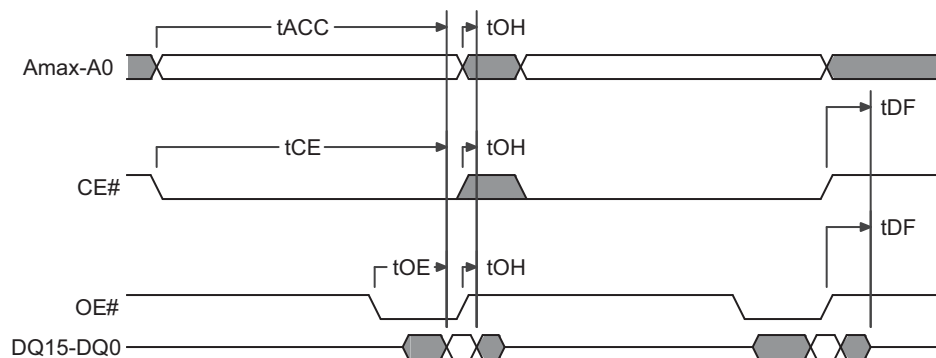 tACC tOH
Amax-A0
tDF
tCE tOH
CE#
tDF
tOE tOH
OE#
DQ15-DQ0